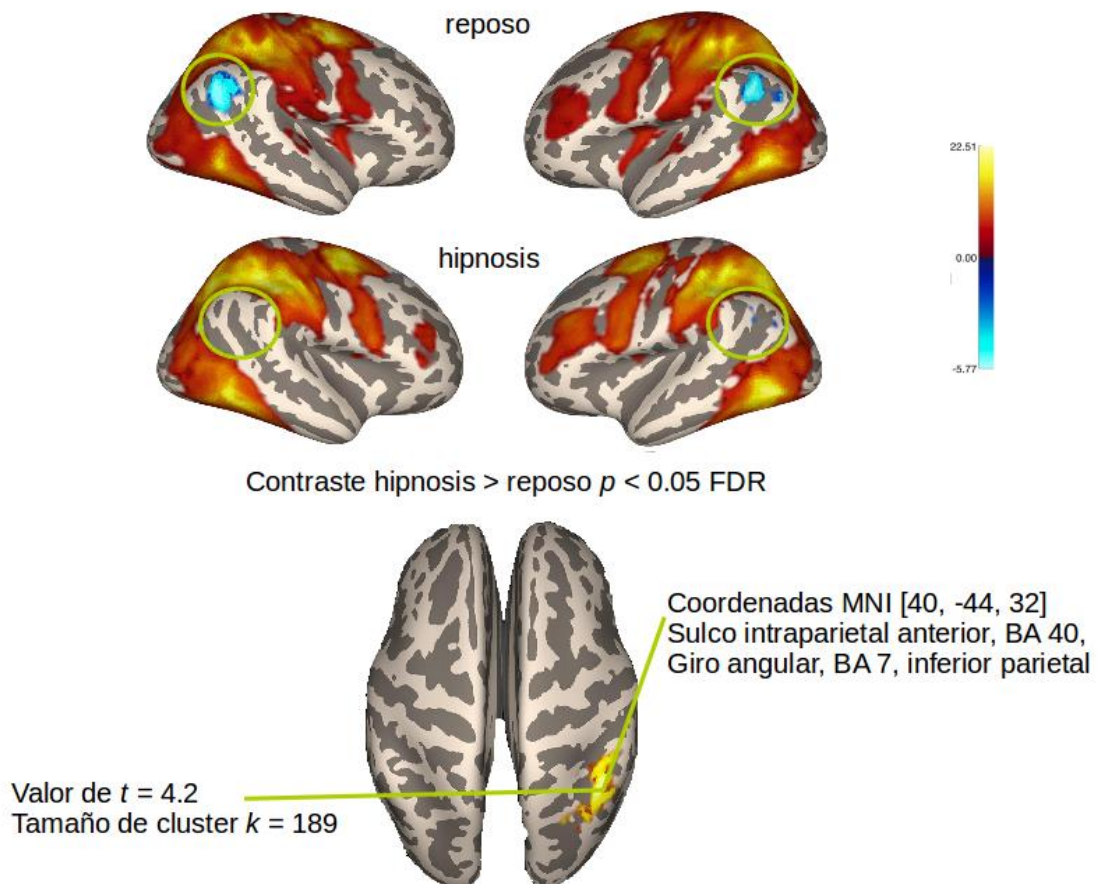 reposo
22.51
0.00
-5.77
hipnosis
Contraste hipnosis > reposo p < 0.05 FDR
Coordenadas MNI [40, -44, 32]
Sulco intraparietal anterior, BA 40,
Giro angular, BA 7, inferior parietal
Valor de t = 4.2
Tamaño de cluster k = 189